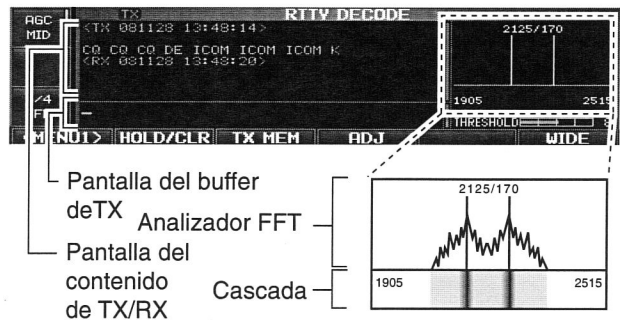 AGC
MID
TX
RTTY DECODE
<TX 081128 13:48:14>
CQ CQ CQ DE ICOM ICOM ICOM K
<RX 081128 13:48:20>
2125/170
1905 2515
THRESHOLD 8
/4
<MENU1> HOLD/CLR TX MEM ADJ WIDE
Pantalla del buffer
deTX
Analizador FFT
Pantalla del
contenido
de TX/RX
Cascada
2125/170
1905 2515